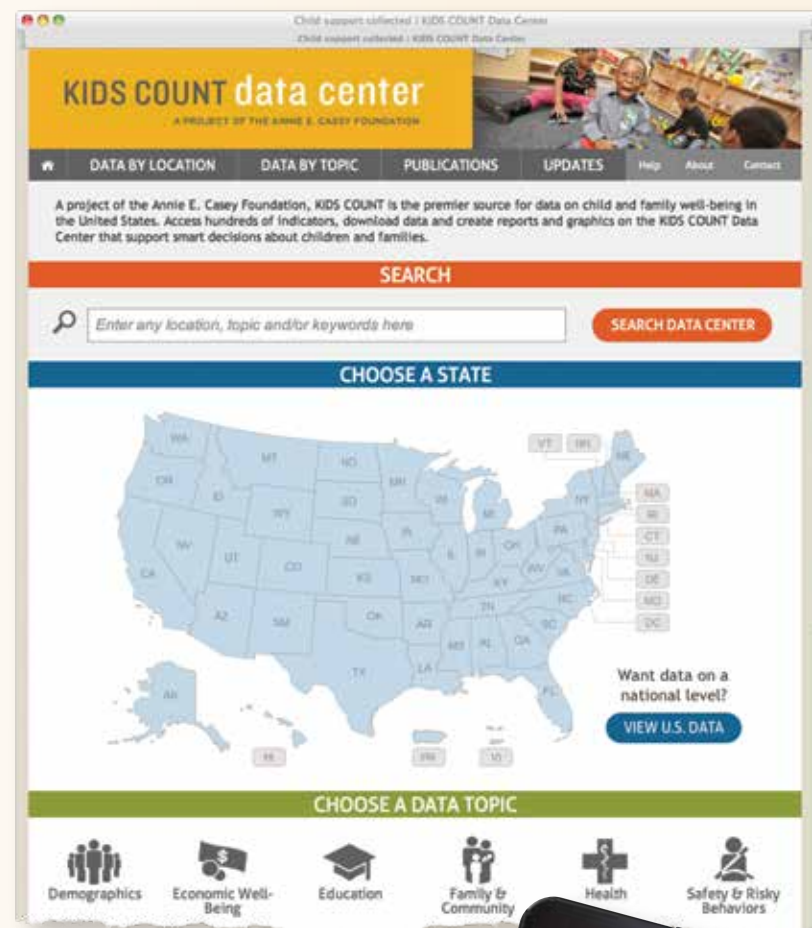 Child support collected | KIDS COUNT Data Center
Child support collected | KIDS COUNT Data Center
KIDS COUNT data center
A PROJECT OF THE ANNIE E. CASEY FOUNDATION
DATA BY LOCATION DATA BY TOPIC PUBLICATIONS UPDATES Help About Contact
A project of the Annie E. Casey Foundation, KIDS COUNT is the premier source for data on child and family well-being in
the United States. Access hundreds of indicators, download data and create reports and graphics on the KIDS COUNT Data
Center that support smart decisions about children and families.
SEARCH
Enter any location, topic and/or keywords here
SEARCH DATA CENTER
CHOOSE A STATE
WA MT ND MN VT NH ME
OR ID WY SD WI MI NY MA
RI
NV UT CO NE IA IL IN OH PA CT
NJ
CA KS MO KY WV VA DE
MD
AZ NM OK AR TN NC DC
MS AL GA SC
TX LA FL
AK HI PR VI
Want data on a
national level?
VIEW U.S. DATA
CHOOSE A DATA TOPIC
Demographics
Economic Well-
Being
Education
Family &
Community
Health
Safety & Risky
Behaviors